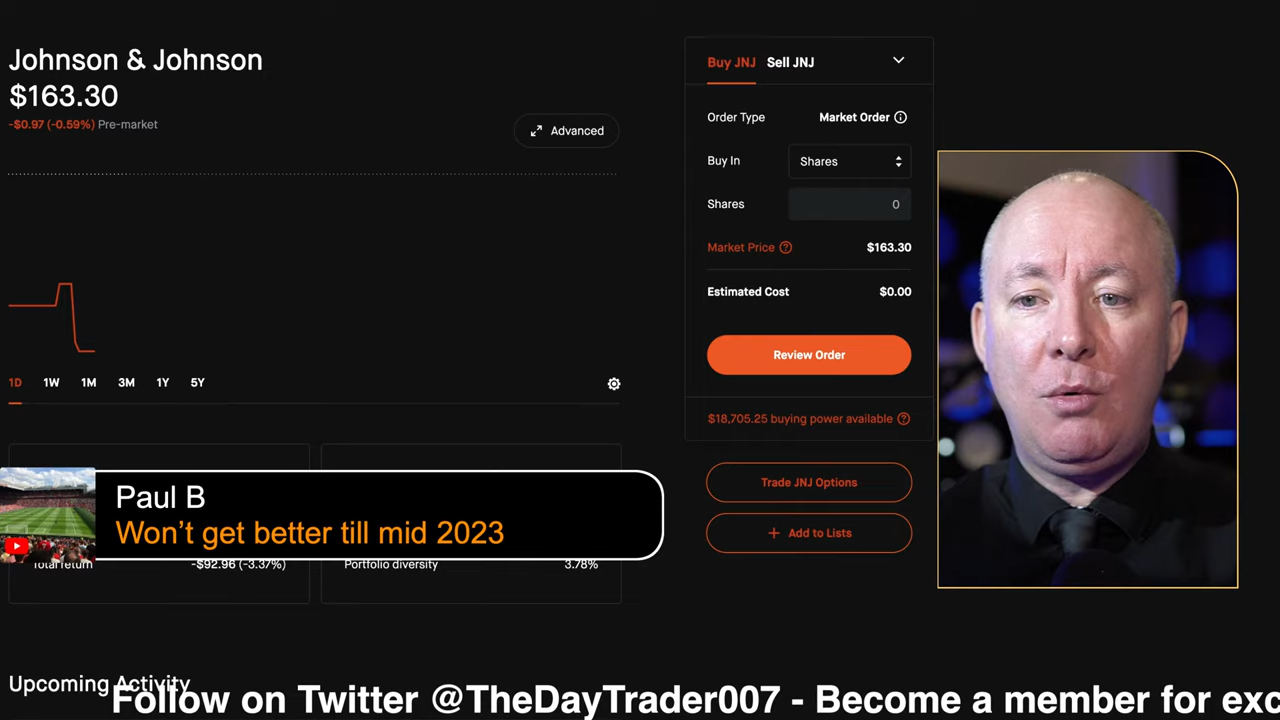 Johnson & Johnson
$163.30
-$0.97 (-0.59%) Pre-market
Advanced
1D 1W 1M 3M 1Y 5Y
Buy JNJ Sell JNJ
Order Type Market Order
Buy In Shares
Shares 0
Market Price $163.30
Estimated Cost $0.00
Review Order
$18,705.25 buying power available
Trade JNJ Options
+ Add to Lists
Paul B
Won't get better till mid 2023
Total return -$92.96 (-3.37%)
Portfolio diversity 3.78%
Upcoming Activity
Follow on Twitter @TheDayTrader007 - Become a member for exc